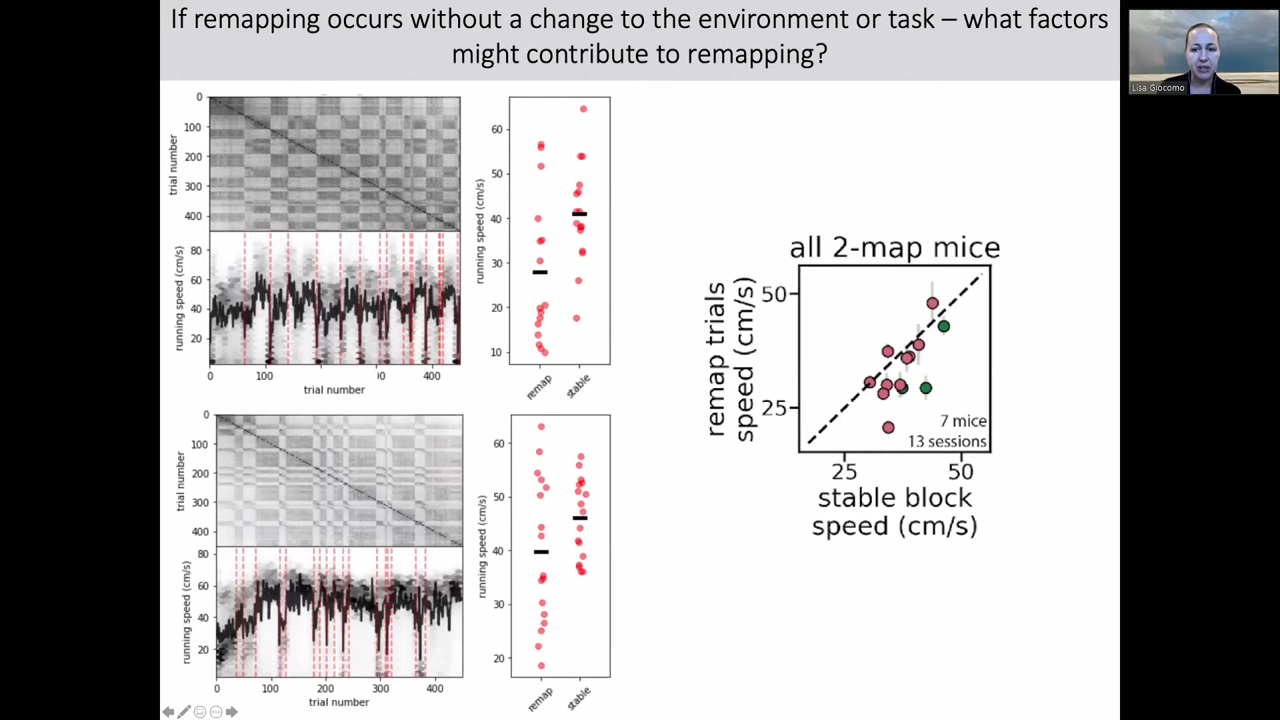 If remapping occurs without a change to the environment or task – what factors
might contribute to remapping?
Lisa Giocomo
trial number
0
100
200
300
400
running speed (cm/s)
80
60
40
20
0
100
200
300
400
trial number
running speed (cm/s)
60
50
40
30
20
10
remap
stable
trial number
0
100
200
300
400
running speed (cm/s)
80
60
40
20
0
100
200
300
400
trial number
running speed (cm/s)
60
50
40
30
20
remap
stable
all 2-map mice
remap trials
speed (cm/s)
50
25
7 mice
13 sessions
25
50
stable block
speed (cm/s)